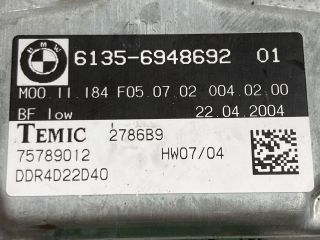 BMW
6135-6948692 01
M00.11.184 F05.07.02 004.02.00
BF low 22.04.2004
TEMIC 2786B9
75789012 HW07/04
DDR4D22D40